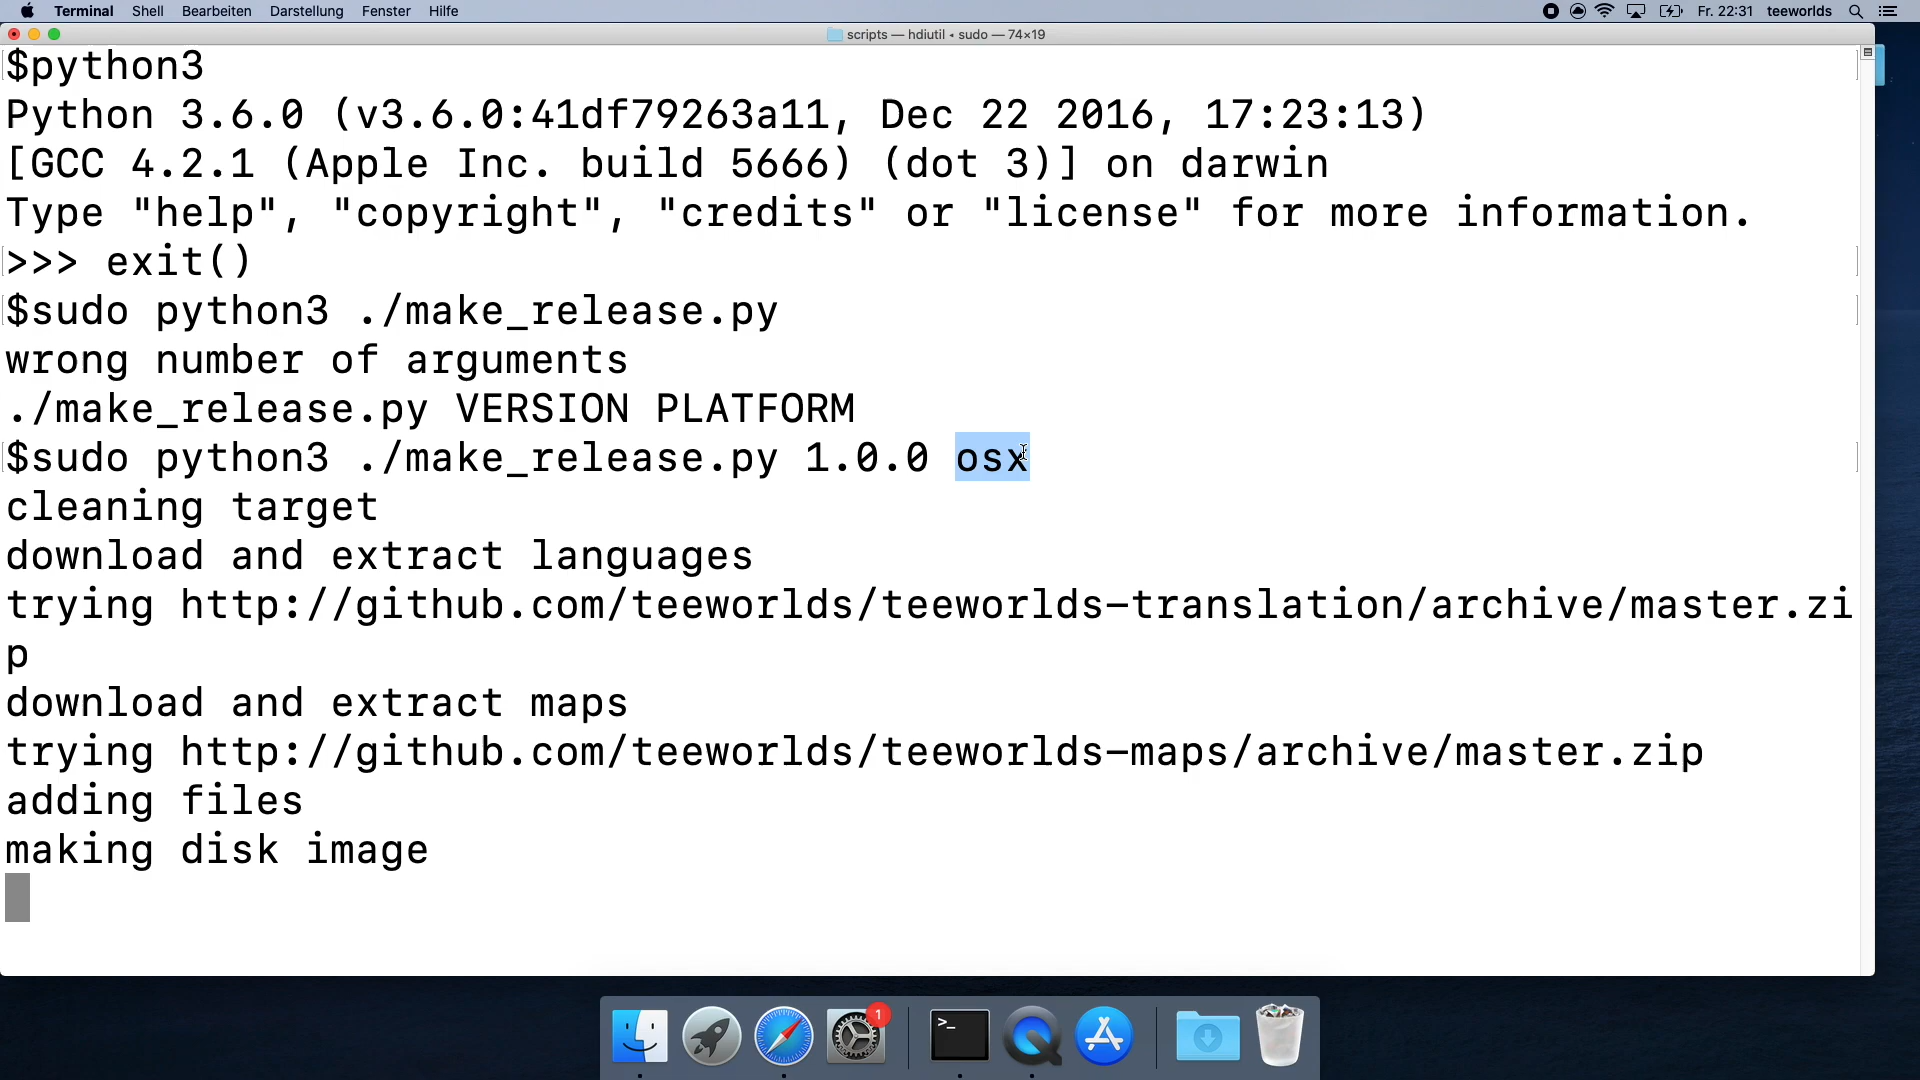 Terminal Shell Bearbeiten Darstellung Fenster Hilfe Fr. 22:31 teeworlds
scripts — hdiutil ◂ sudo — 74×19
$python3
Python 3.6.0 (v3.6.0:41df79263a11, Dec 22 2016, 17:23:13)
[GCC 4.2.1 (Apple Inc. build 5666) (dot 3)] on darwin
Type "help", "copyright", "credits" or "license" for more information.
>>> exit()
$sudo python3 ./make_release.py
wrong number of arguments
./make_release.py VERSION PLATFORM
$sudo python3 ./make_release.py 1.0.0 osx
cleaning target
download and extract languages
trying http://github.com/teeworlds/teeworlds-translation/archive/master.zi
p
download and extract maps
trying http://github.com/teeworlds/teeworlds-maps/archive/master.zip
adding files
making disk image
1
>_